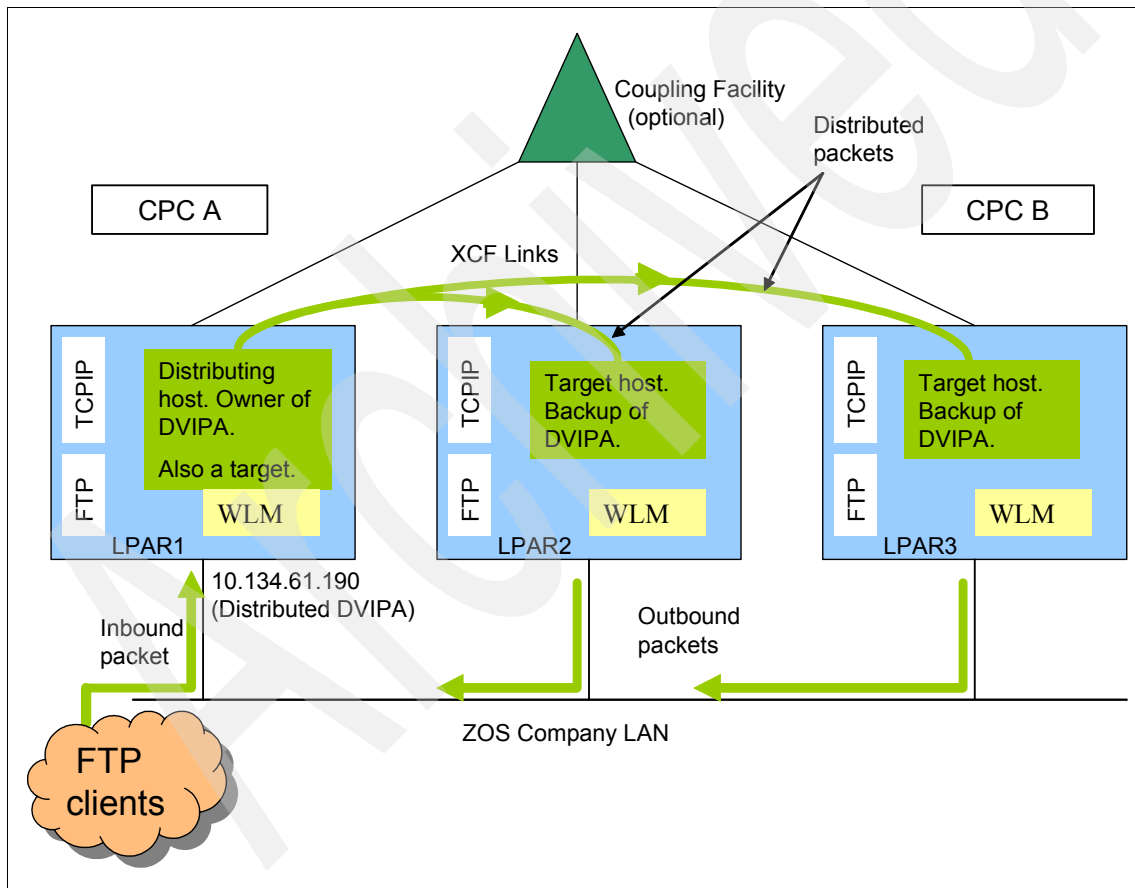 Coupling Facility
(optional)
Distributed
packets
CPC A
CPC B
XCF Links
TCPIP
FTP
Distributing
host. Owner of
DVIPA.
Also a target.
WLM
LPAR1
TCPIP
FTP
Target host.
Backup of
DVIPA.
WLM
LPAR2
TCPIP
FTP
Target host.
Backup of
DVIPA.
WLM
LPAR3
10.134.61.190
(Distributed DVIPA)
Inbound
packet
Outbound
packets
ZOS Company LAN
FTP
clients
Archived